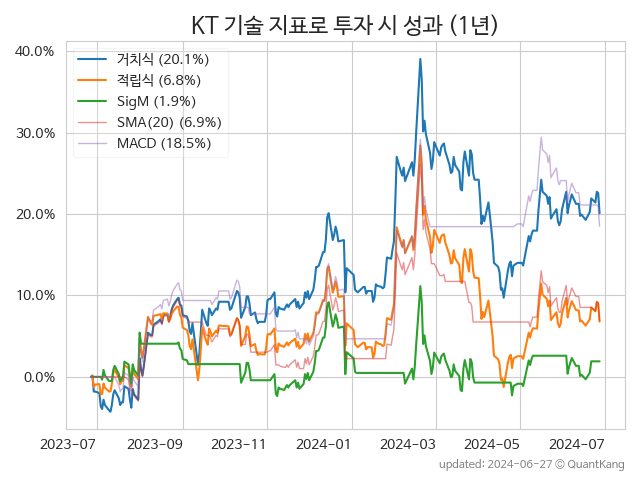 KT 기술 지표로 투자 시 성과 (1년)
40.0%
30.0%
20.0%
10.0%
0.0%
거치식 (20.1%)
적립식 (6.8%)
SigM (1.9%)
SMA(20) (6.9%)
MACD (18.5%)
2023-07 2023-09 2023-11 2024-01 2024-03 2024-05 2024-07
updated: 2024-06-27 ⓒ QuantKang